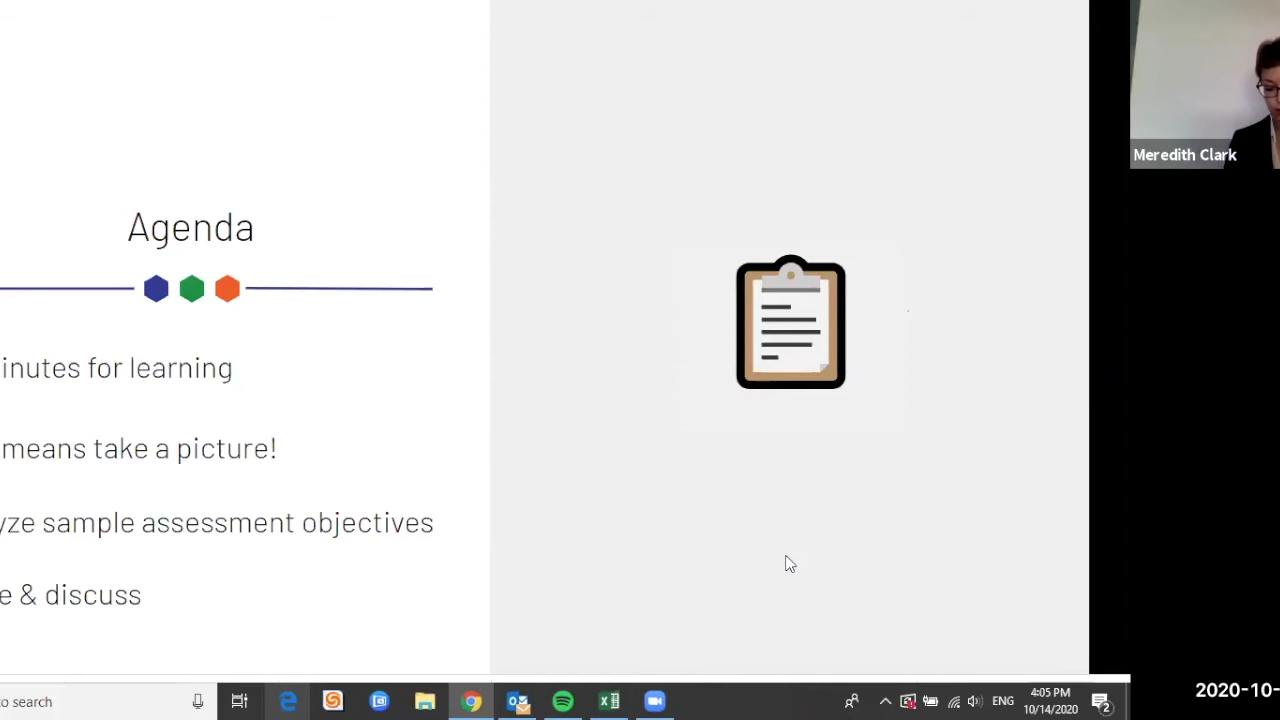 Agenda
inutes for learning
means take a picture!
yze sample assessment objectives
e & discuss
Meredith Clark
o search
ENG
4:05 PM
10/14/2020
2
2020-10-